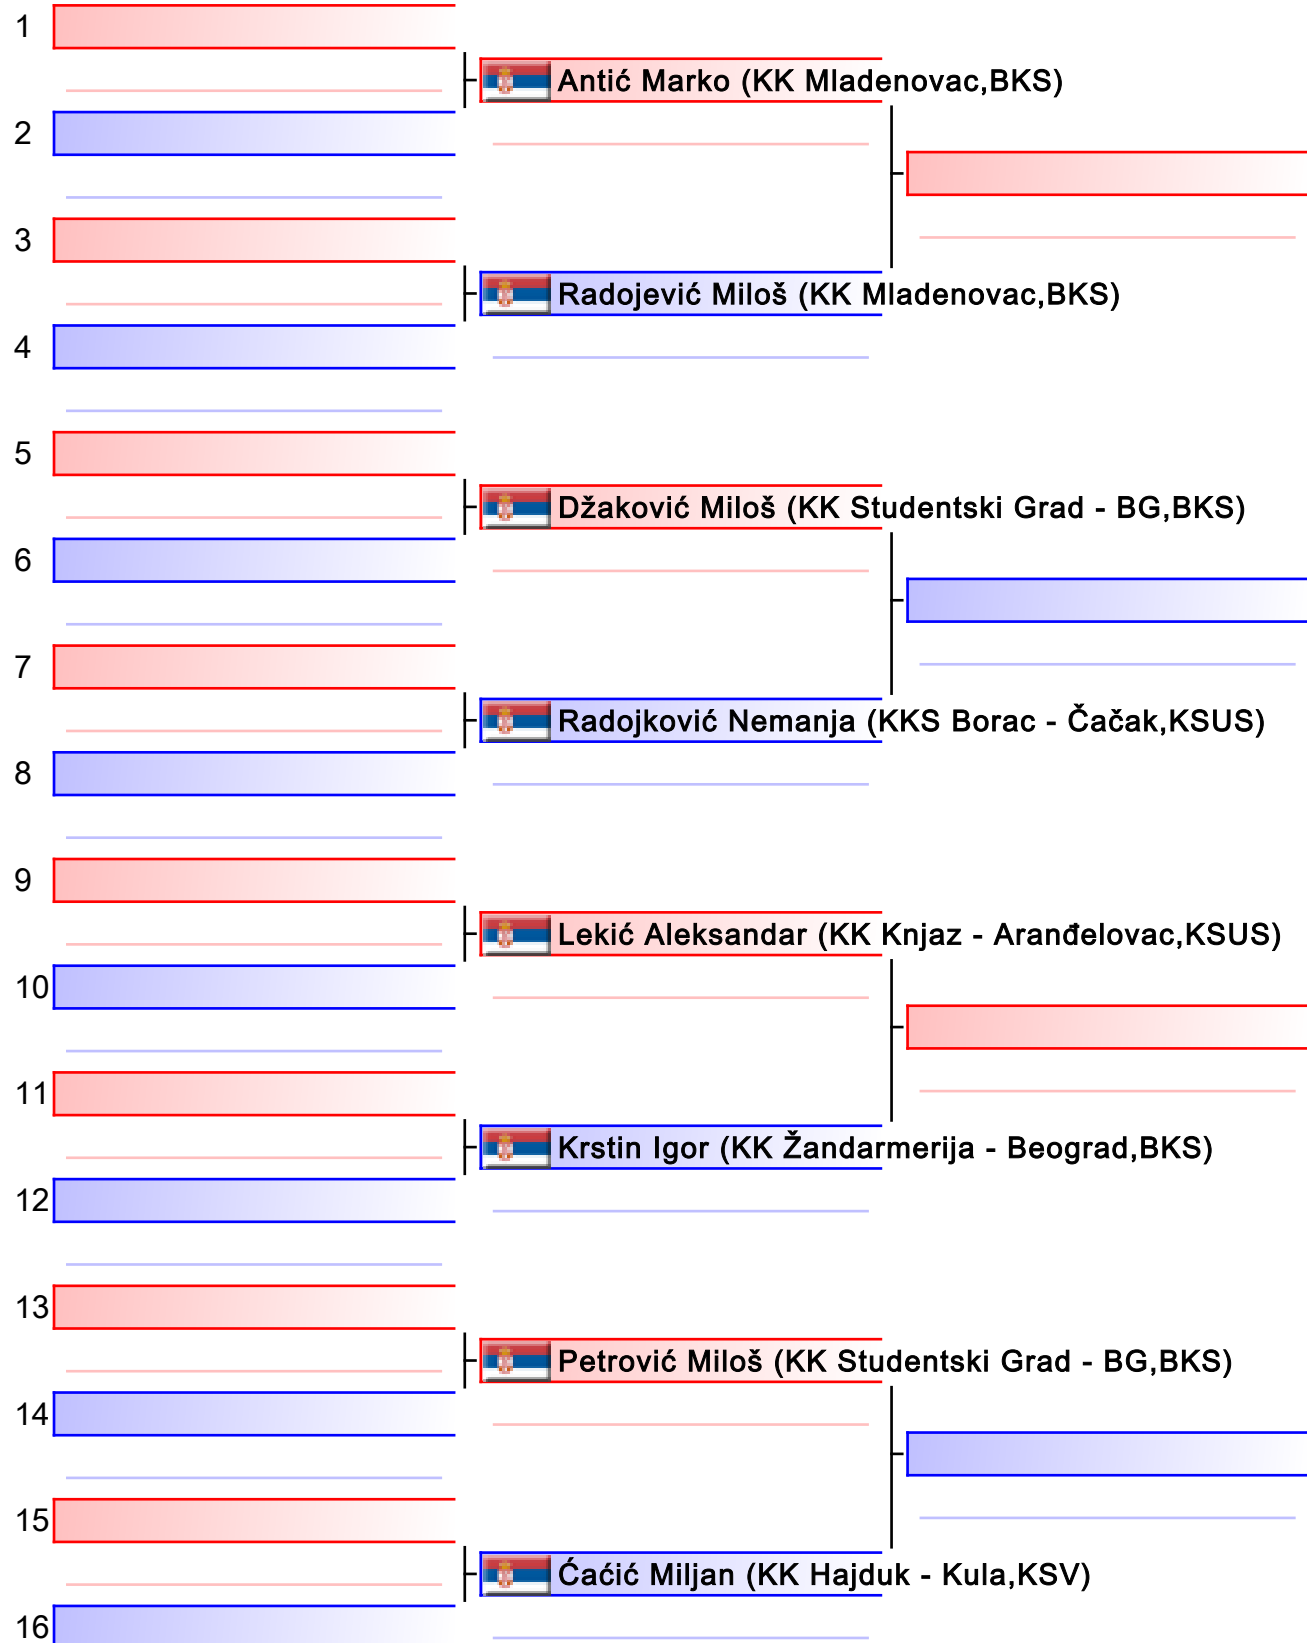 1
Antić Marko (KK Mladenovac,BKS)
2
3
Radojević Miloš (KK Mladenovac,BKS)
4
5
Džaković Miloš (KK Studentski Grad - BG,BKS)
6
7
Radojković Nemanja (KKS Borac - Čačak,KSUS)
8
9
Lekić Aleksandar (KK Knjaz - Aranđelovac,KSUS)
10
11
Krstin Igor (KK Žandarmerija - Beograd,BKS)
12
13
Petrović Miloš (KK Studentski Grad - BG,BKS)
14
15
Ćaćić Miljan (KK Hajduk - Kula,KSV)
16